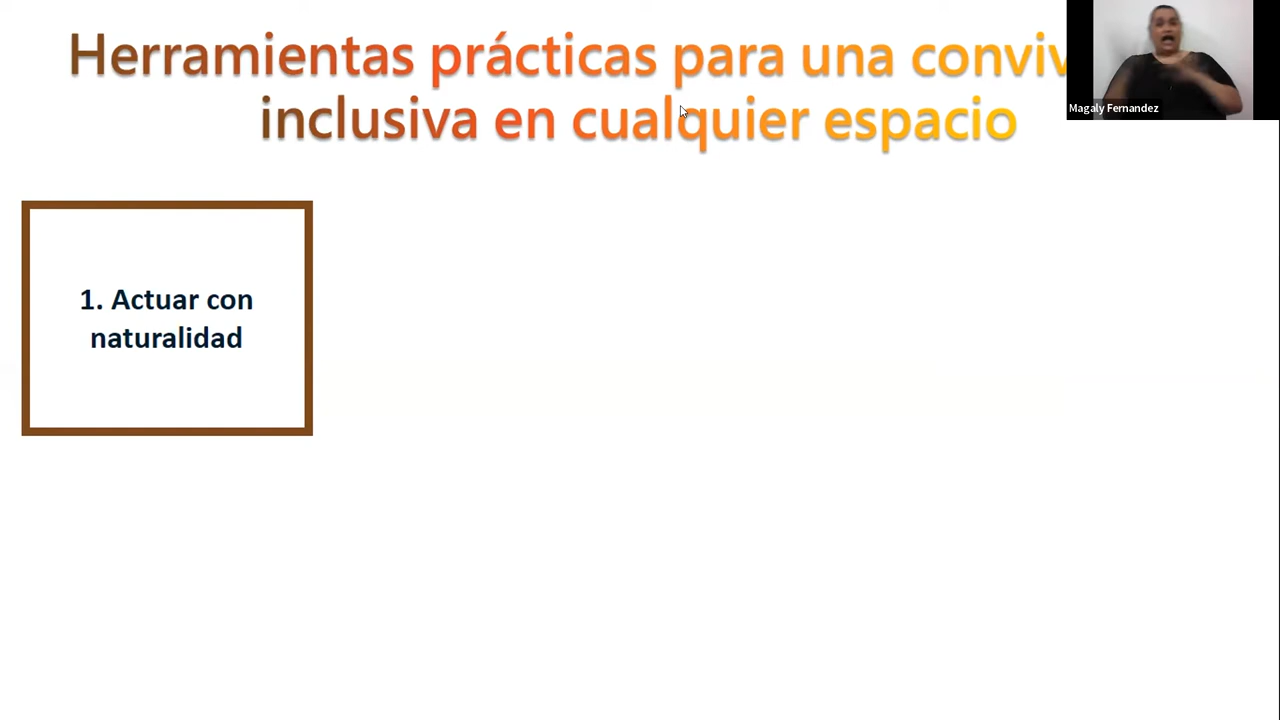 Herramientas prácticas para una conviv
inclusiva en cualquier espacio
Magaly Fernandez
1. Actuar con
naturalidad